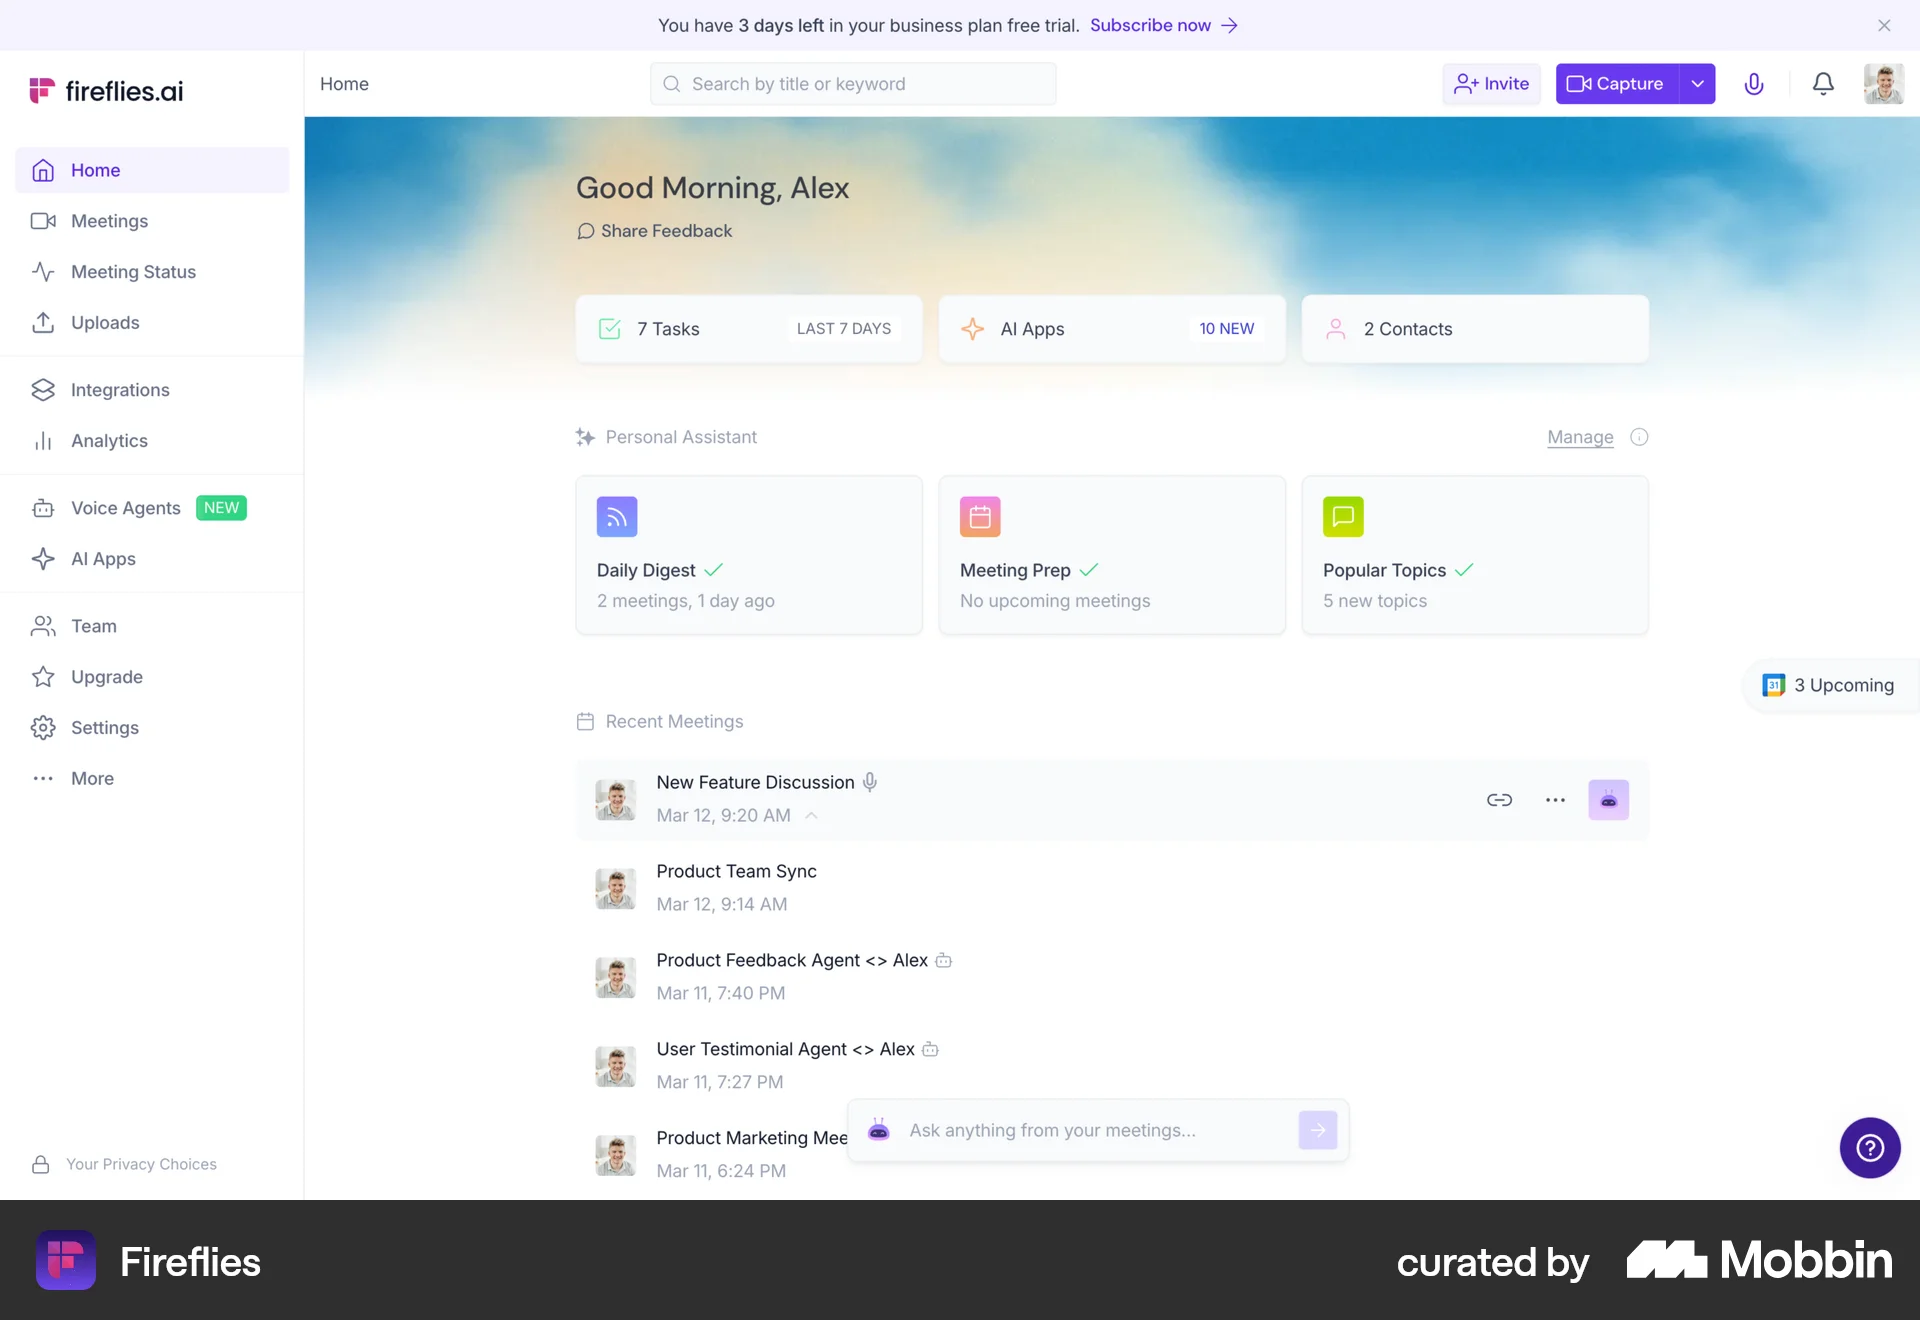 You have 3 days left in your business plan free trial. Subscribe now
fireflies.ai
Home
Search by title or keyword
Invite
Capture
Home
Meetings
Meeting Status
Uploads
Integrations
Analytics
Voice Agents NEW
AI Apps
Team
Upgrade
Settings
More
Your Privacy Choices
Good Morning, Alex
Share Feedback
7 Tasks LAST 7 DAYS
AI Apps 10 NEW
2 Contacts
Personal Assistant
Manage
Daily Digest
2 meetings, 1 day ago
Meeting Prep
No upcoming meetings
Popular Topics
5 new topics
31 3 Upcoming
Recent Meetings
New Feature Discussion
Mar 12, 9:20 AM
Product Team Sync
Mar 12, 9:14 AM
Product Feedback Agent <> Alex
Mar 11, 7:40 PM
User Testimonial Agent <> Alex
Mar 11, 7:27 PM
Product Marketing Mee
Mar 11, 6:24 PM
Ask anything from your meetings...
Fireflies
curated by Mobbin